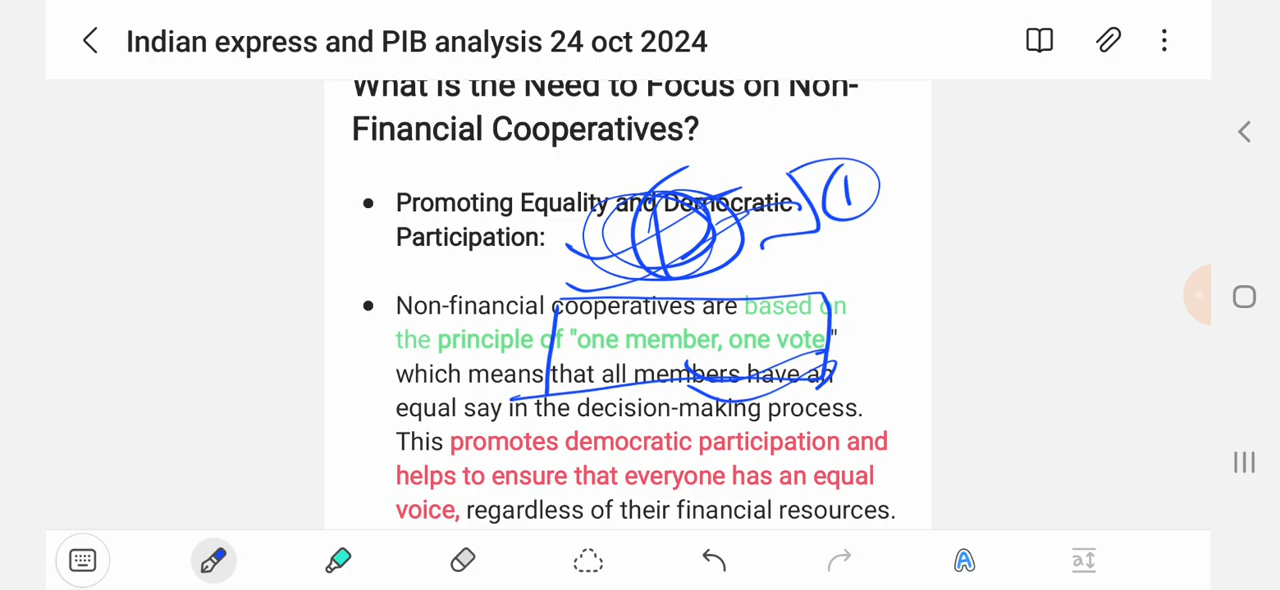 Indian express and PIB analysis 24 oct 2024
What is the Need to Focus on Non-
Financial Cooperatives?
Promoting Equality and Democratic
Participation:
1
1
Non-financial cooperatives are based on
the principle of "one member, one vote"
which means that all members have an
equal say in the decision-making process.
This promotes democratic participation and
helps to ensure that everyone has an equal
voice, regardless of their financial resources.